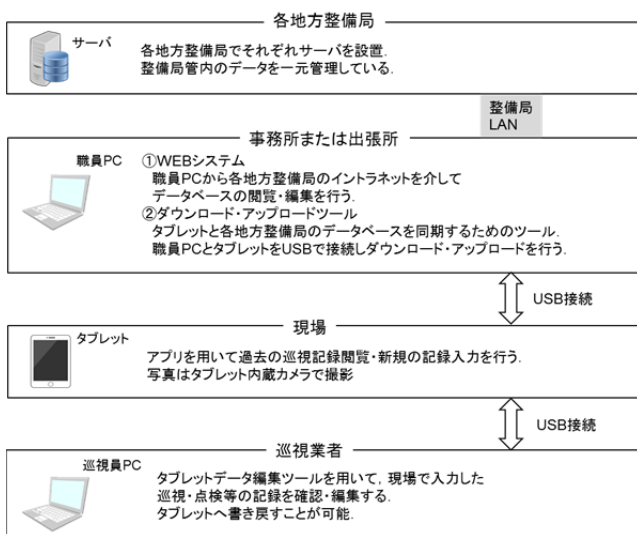 各地方整備局
サーバ
各地方整備局でそれぞれサーバを設置.
整備局管内のデータを一元管理している.
整備局
LAN
事務所または出張所
職員PC
①WEBシステム
職員PCから各地方整備局のイントラネットを介して
データベースの閲覧・編集を行う.
②ダウンロード・アップロードツール
タブレットと各地方整備局のデータベースを同期するためのツール.
職員PCとタブレットをUSBで接続しダウンロード・アップロードを行う.
USB接続
現場
タブレット
アプリを用いて過去の巡視記録閲覧・新規の記録入力を行う.
写真はタブレット内蔵カメラで撮影
USB接続
巡視業者
巡視員PC
タブレットデータ編集ツールを用いて, 現場で入力した
巡視・点検等の記録を確認・編集する.
タブレットへ書き戻すことが可能.